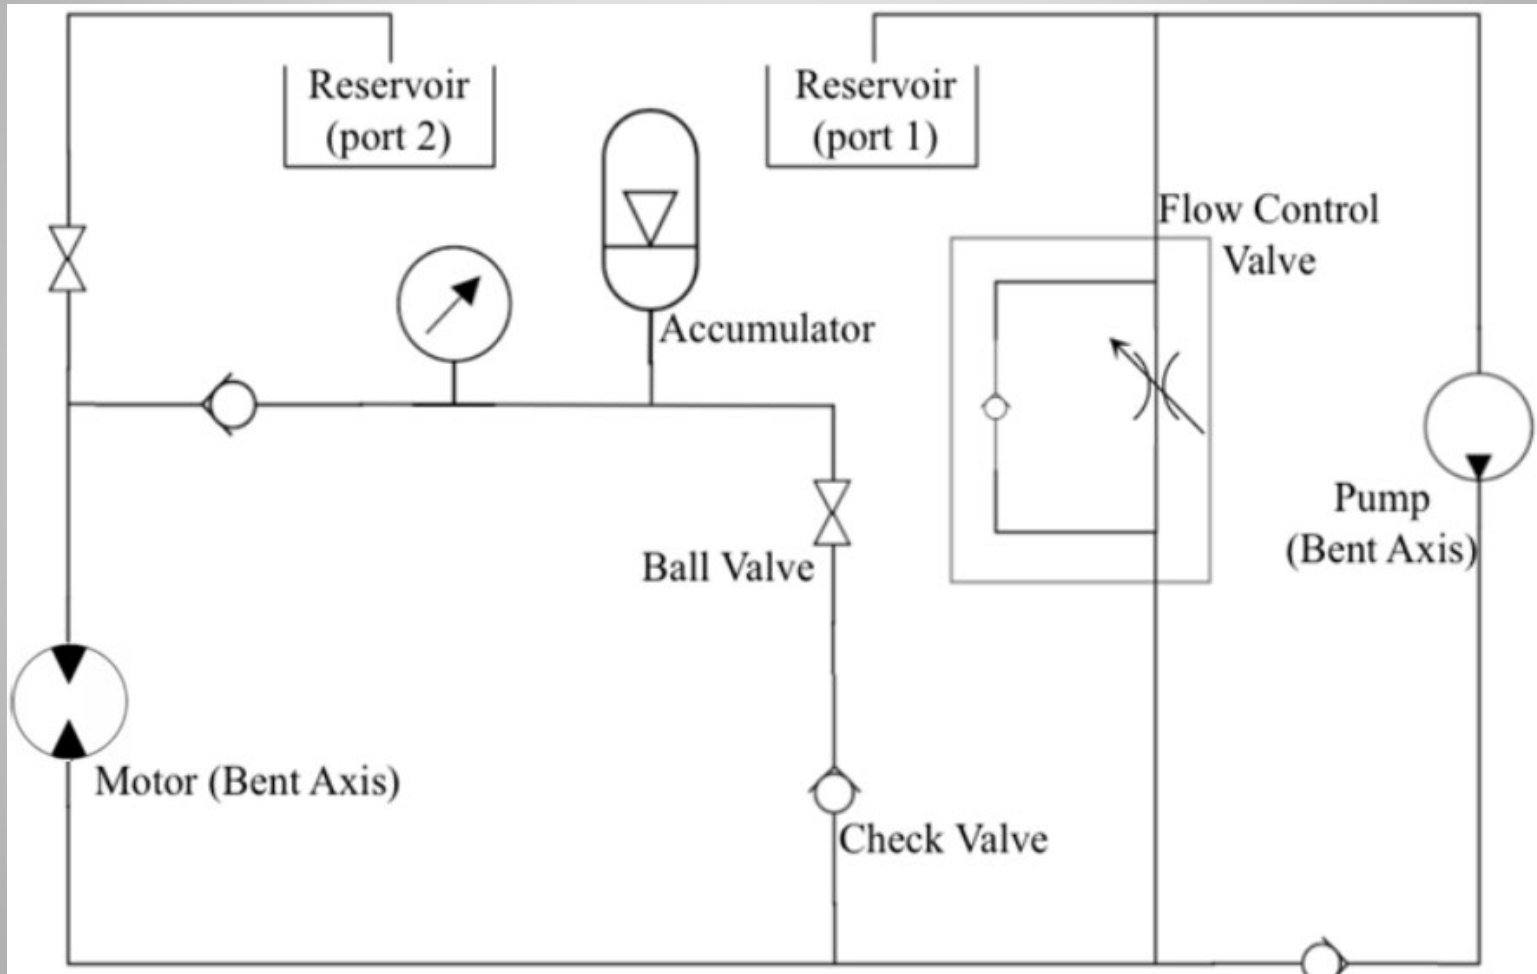 Reservoir
(port 2)
Reservoir
(port 1)
Flow Control
Valve
Accumulator
Pump
(Bent Axis)
Ball Valve
Motor (Bent Axis)
Check Valve